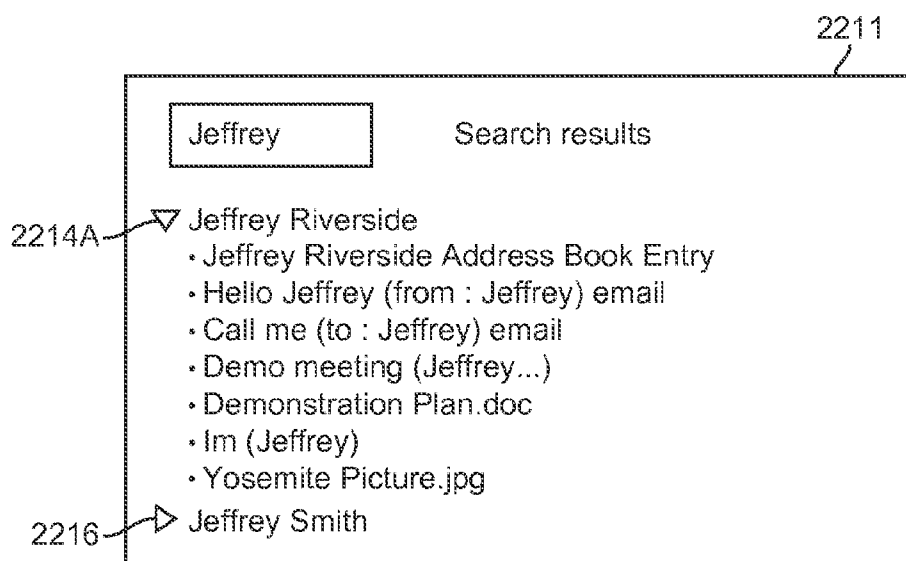 2211
Jeffrey Search results
2214A Jeffrey Riverside
• Jeffrey Riverside Address Book Entry
• Hello Jeffrey (from : Jeffrey) email
• Call me (to : Jeffrey) email
• Demo meeting (Jeffrey...)
• Demonstration Plan.doc
• Im (Jeffrey)
• Yosemite Picture.jpg
2216 Jeffrey Smith